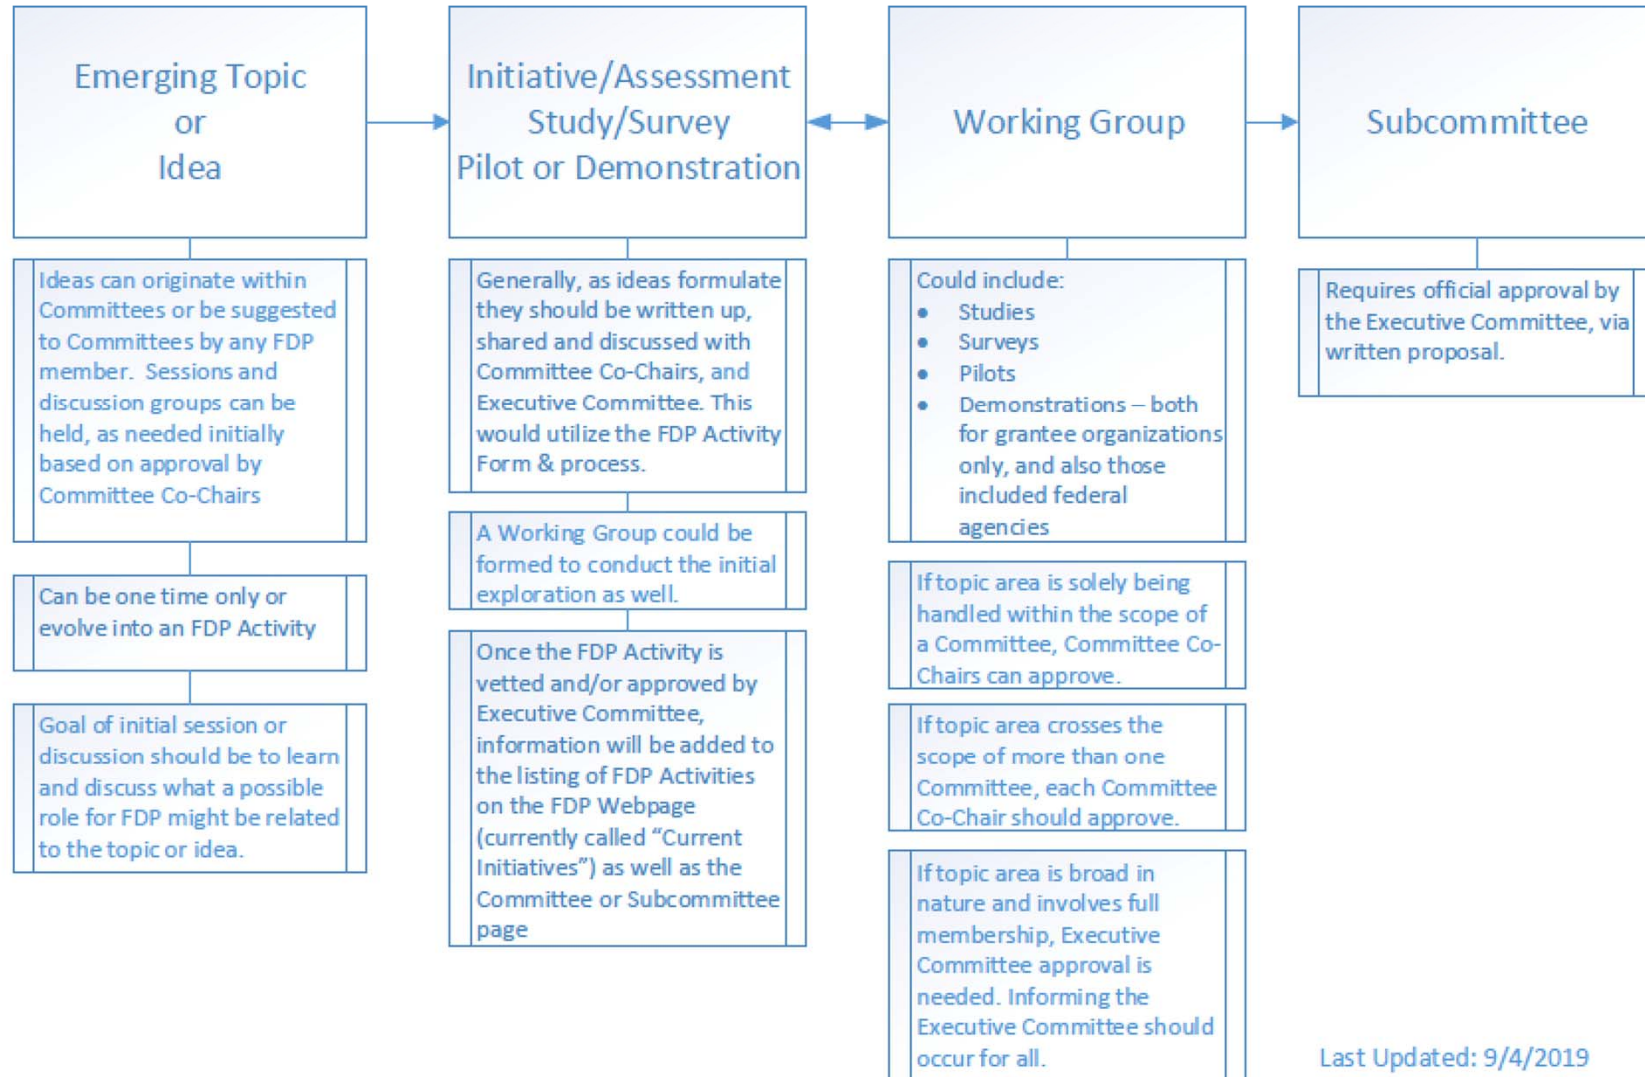 Emerging Topic
or
Idea
Initiative/Assessment
Study/Survey
Pilot or Demonstration
Working Group
Subcommittee
Ideas can originate within
Committees or be suggested
to Committees by any FDP
member.  Sessions and
discussion groups can be
held, as needed initially
based on approval by
Committee Co-Chairs
Can be one time only or
evolve into an FDP Activity
Goal of initial session or
discussion should be to learn
and discuss what a possible
role for FDP might be related
to the topic or idea.
Generally, as ideas formulate
they should be written up,
shared and discussed with
Committee Co-Chairs, and
Executive Committee. This
would utilize the FDP Activity
Form & process.
A Working Group could be
formed to conduct the initial
exploration as well.
Once the FDP Activity is
vetted and/or approved by
Executive Committee,
information will be added to
the listing of FDP Activities
on the FDP Webpage
(currently called “Current
Initiatives”) as well as the
Committee or Subcommittee
page
Could include:
• Studies
• Surveys
• Pilots
• Demonstrations – both
for grantee organizations
only, and also those
included federal
agencies
If topic area is solely being
handled within the scope of
a Committee, Committee Co-
Chairs can approve.
If topic area crosses the
scope of more than one
Committee, each Committee
Co-Chair should approve.
If topic area is broad in
nature and involves full
membership, Executive
Committee approval is
needed. Informing the
Executive Committee should
occur for all.
Requires official approval by
the Executive Committee, via
written proposal.
Last Updated: 9/4/2019